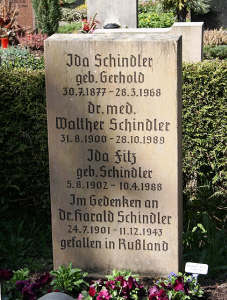 Ida Schindler
geb. Gerhold
30.7.1877 - 28.3.1968
dr. med.
Walther Schindler
31.8.1900 - 28.10.1989
Ida Fitz
geb. Schindler
5.8.1902 - 10.4.1988
Im Gedenken an
Dr. Harald Schindler
24.7.1901 - 11.12.1943
gefallen in Rußland